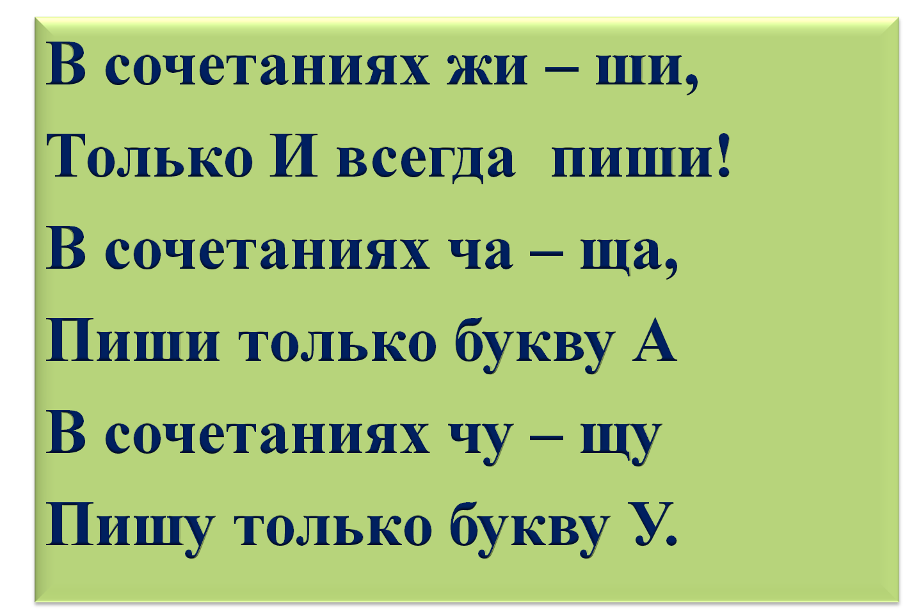 В сочетаниях жи – ши,
Только И всегда  пиши!
В сочетаниях ча – ща,
Пиши только букву А
В сочетаниях чу – щу
Пишу только букву У.